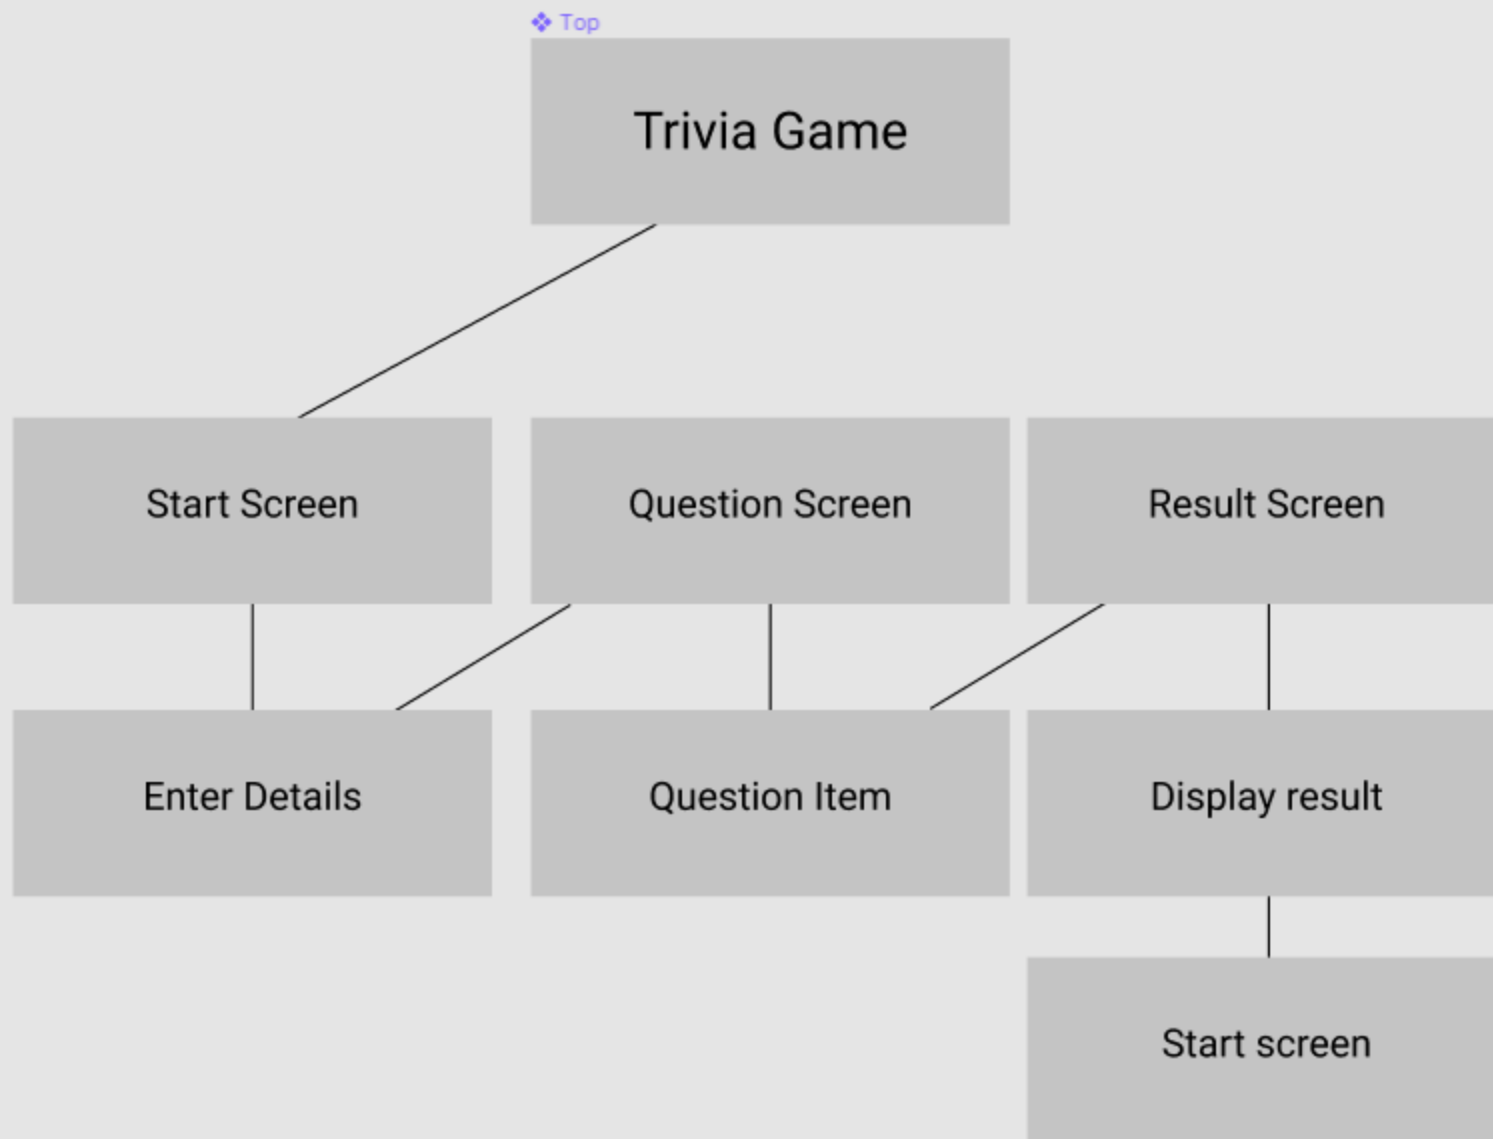 Top
Trivia Game
Start Screen
Question Screen
Result Screen
Enter Details
Question Item
Display result
Start screen